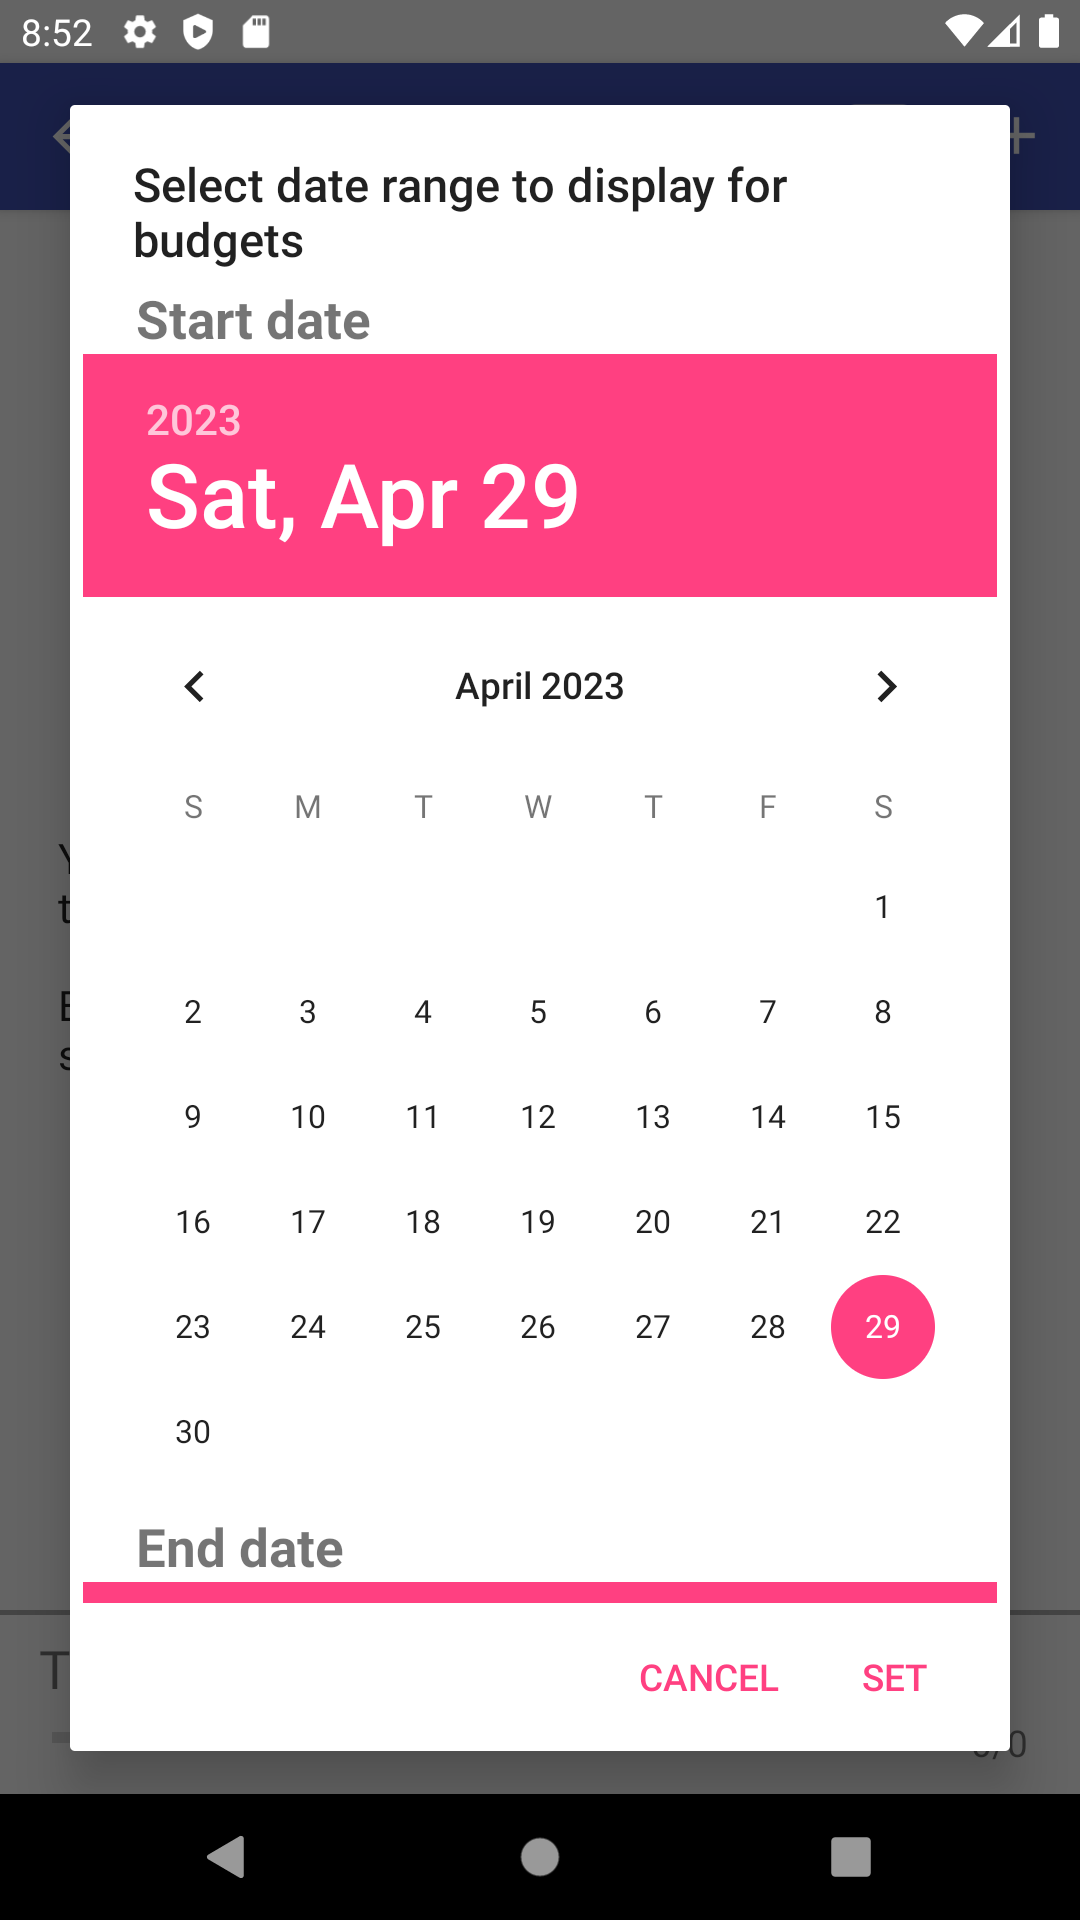 8:52
Select date range to display for
budgets
Start date
2023
Sat, Apr 29
April 2023
S M T W T F S
1
2 3 4 5 6 7 8
9 10 11 12 13 14 15
16 17 18 19 20 21 22
23 24 25 26 27 28 29
30
End date
CANCEL SET